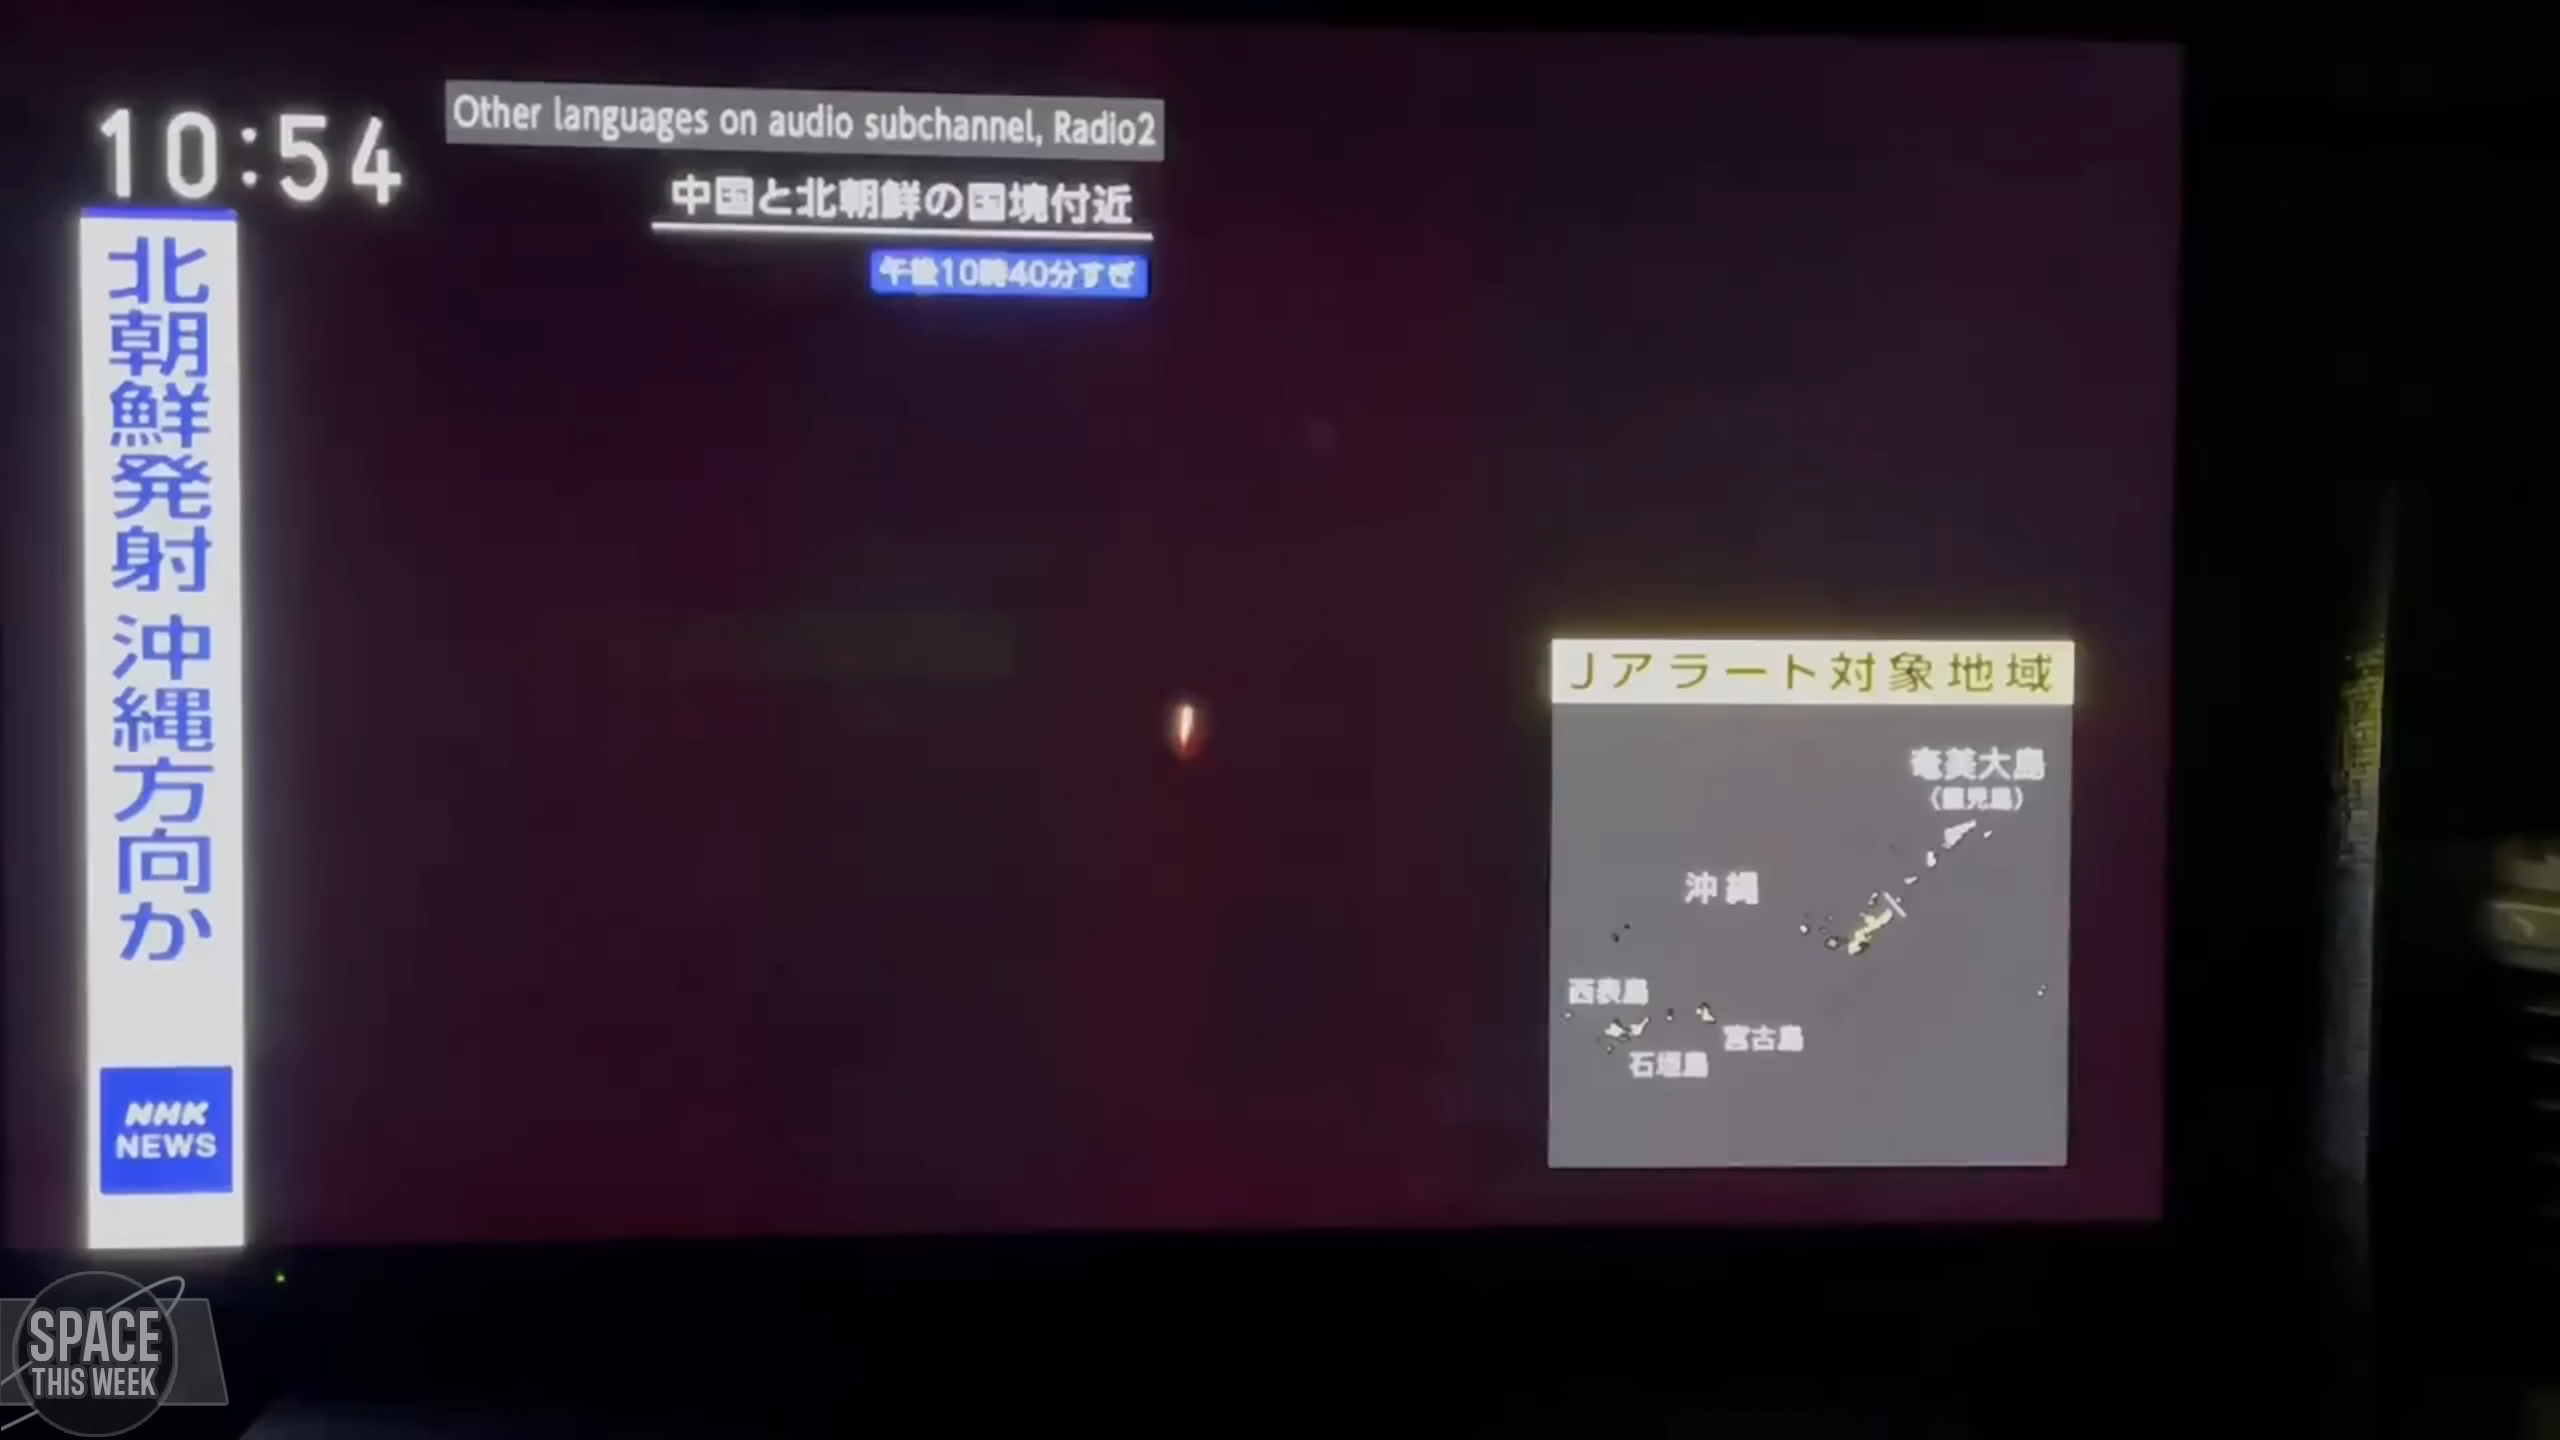 10:54
Other languages on audio subchannel, Radio2
中国と北朝鮮の国境付近
午後10時40分すぎ
北朝鮮発射 沖縄方向か
NHK
NEWS
Jアラート対象地域
奄美大島
（鹿児島）
沖縄
西表島
宮古島
石垣島
SPACE
THIS WEEK